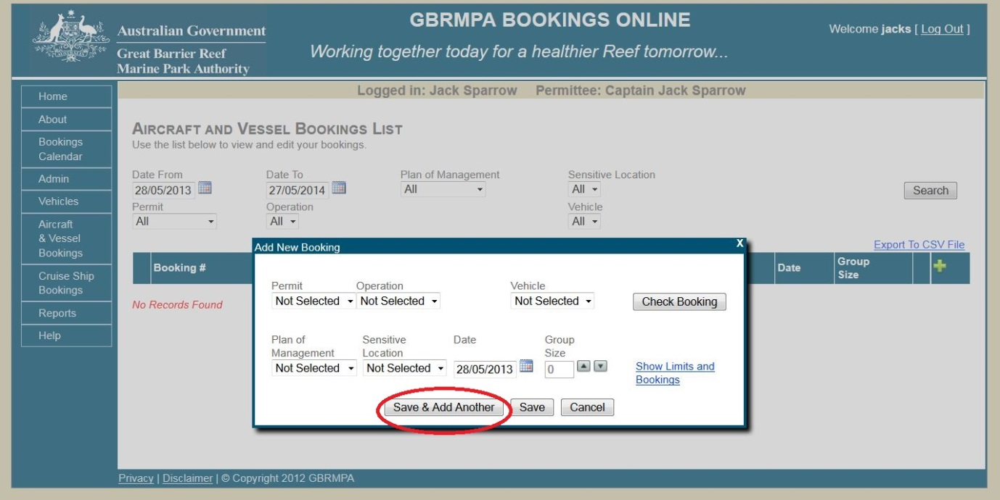 GBRMPA BOOKINGS ONLINE
Australian Government
Welcome jacks [ Log Out ]
Great Barrier Reef
Marine Park Authority
Working together today for a healthier Reef tomorrow...
Logged in: Jack Sparrow Permittee: Captain Jack Sparrow
Home
About
Bookings
Calendar
Admin
Vehicles
Aircraft
& Vessel
Bookings
Cruise Ship
Bookings
Reports
Help
AIRCRAFT AND VESSEL BOOKINGS LIST
Use the list below to view and edit your bookings.
Date From Date To Plan of Management Sensitive Location
28/05/2013 27/05/2014 All All Search
Permit Operation Vehicle
All All All
Export To CSV File
Booking # Date Group
Size
No Records Found
Add New Booking X
Permit Operation Vehicle
Not Selected Not Selected Not Selected Check Booking
Plan of
Management
Sensitive
Location
Date
Group
Size
Not Selected Not Selected 28/05/2013 0
Show Limits and
Bookings
Save & Add Another Save Cancel
Privacy | Disclaimer | © Copyright 2012 GBRMPA